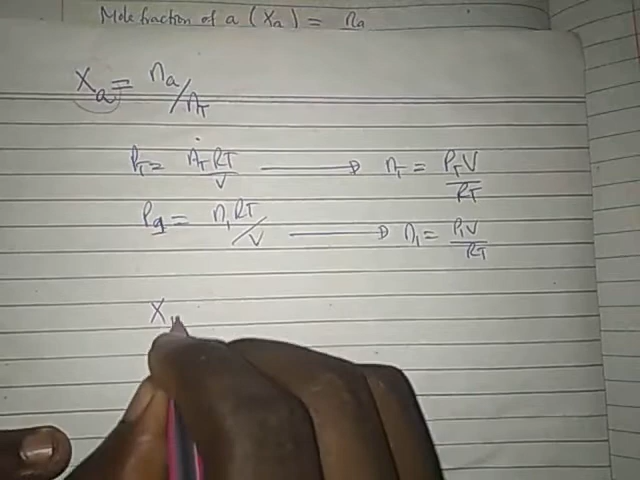 Mole fraction of a (Xa) = na
Xa = na/nT
PT = nTRT/V → nT = PTV/RT
Pa = n1RT/V → n1 = P1V/RT
X